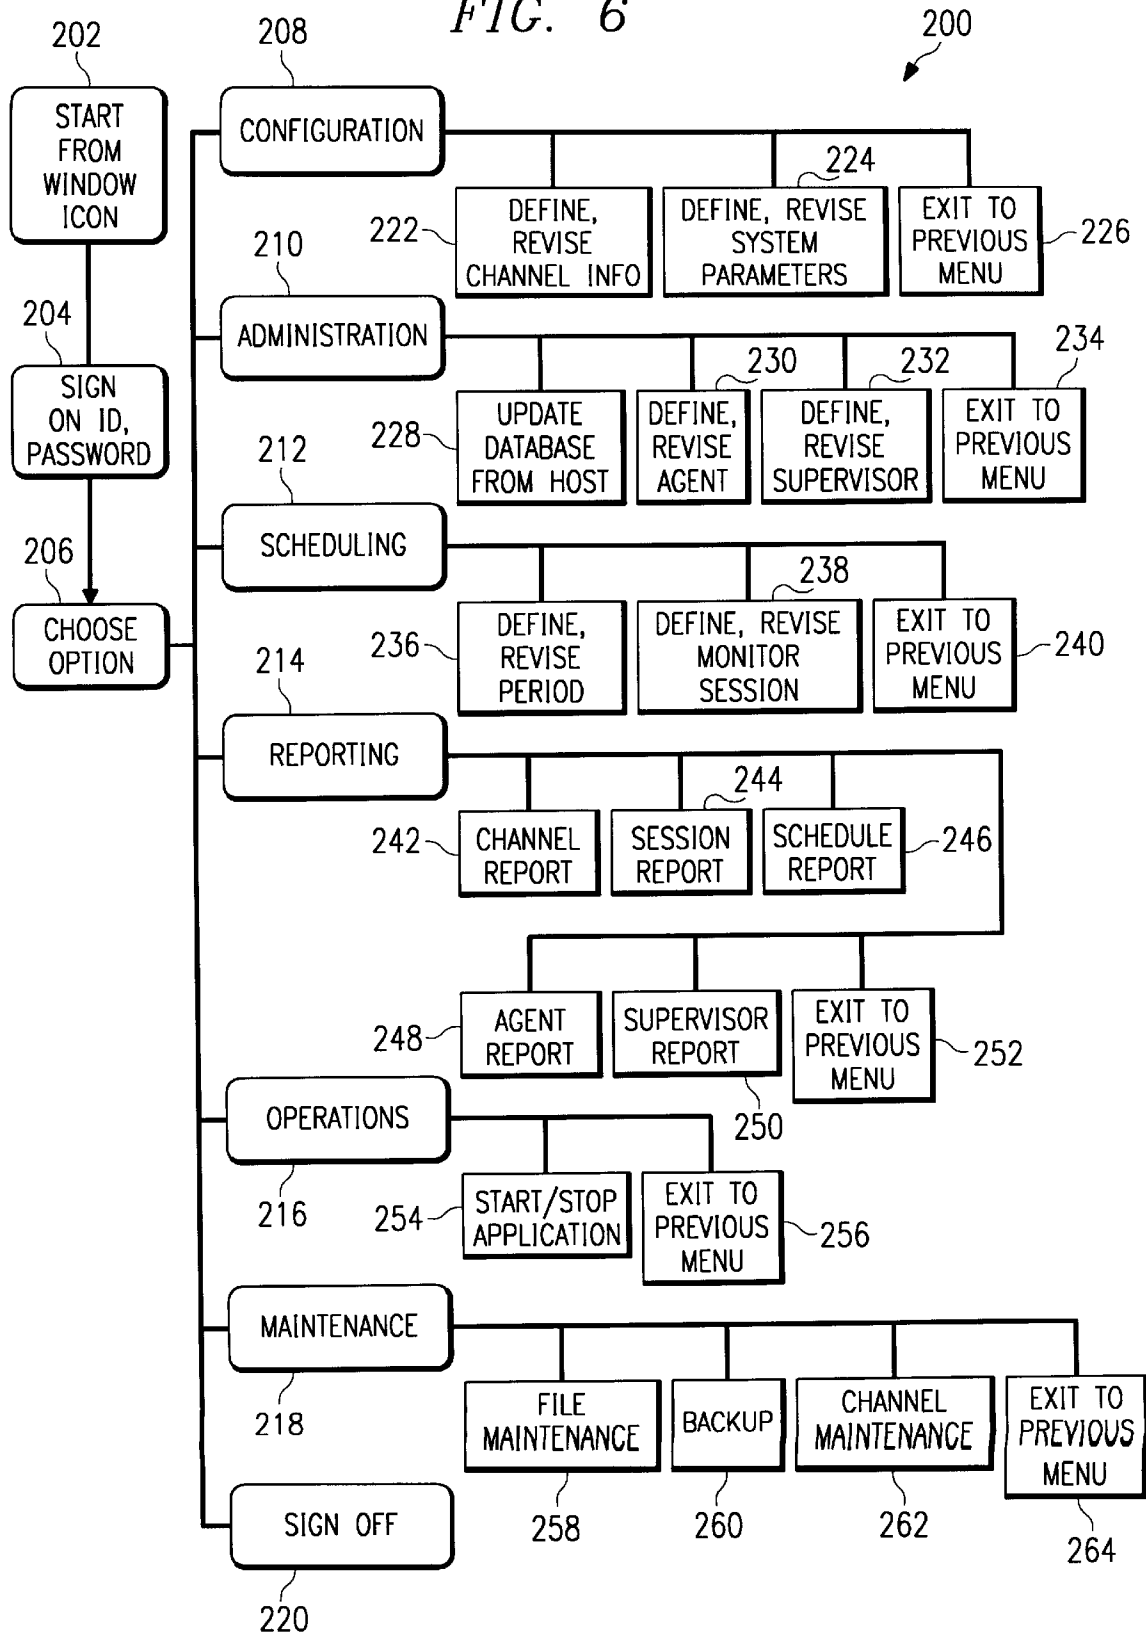 FIG. 6
200
202
START
FROM
WINDOW
ICON
204
SIGN
ON ID,
PASSWORD
206
CHOOSE
OPTION
208
CONFIGURATION
222
DEFINE,
REVISE
CHANNEL INFO
224
DEFINE, REVISE
SYSTEM
PARAMETERS
EXIT TO
PREVIOUS
MENU
226
210
ADMINISTRATION
228
UPDATE
DATABASE
FROM HOST
230
DEFINE,
REVISE
AGENT
232
DEFINE,
REVISE
SUPERVISOR
234
EXIT TO
PREVIOUS
MENU
212
SCHEDULING
236
DEFINE,
REVISE
PERIOD
238
DEFINE, REVISE
MONITOR
SESSION
EXIT TO
PREVIOUS
MENU
240
214
REPORTING
242
CHANNEL
REPORT
244
SESSION
REPORT
SCHEDULE
REPORT
246
248
AGENT
REPORT
SUPERVISOR
REPORT
250
EXIT TO
PREVIOUS
MENU
252
OPERATIONS
216
254
START/STOP
APPLICATION
EXIT TO
PREVIOUS
MENU
256
MAINTENANCE
218
FILE
MAINTENANCE
258
BACKUP
260
CHANNEL
MAINTENANCE
262
EXIT TO
PREVIOUS
MENU
264
SIGN OFF
220